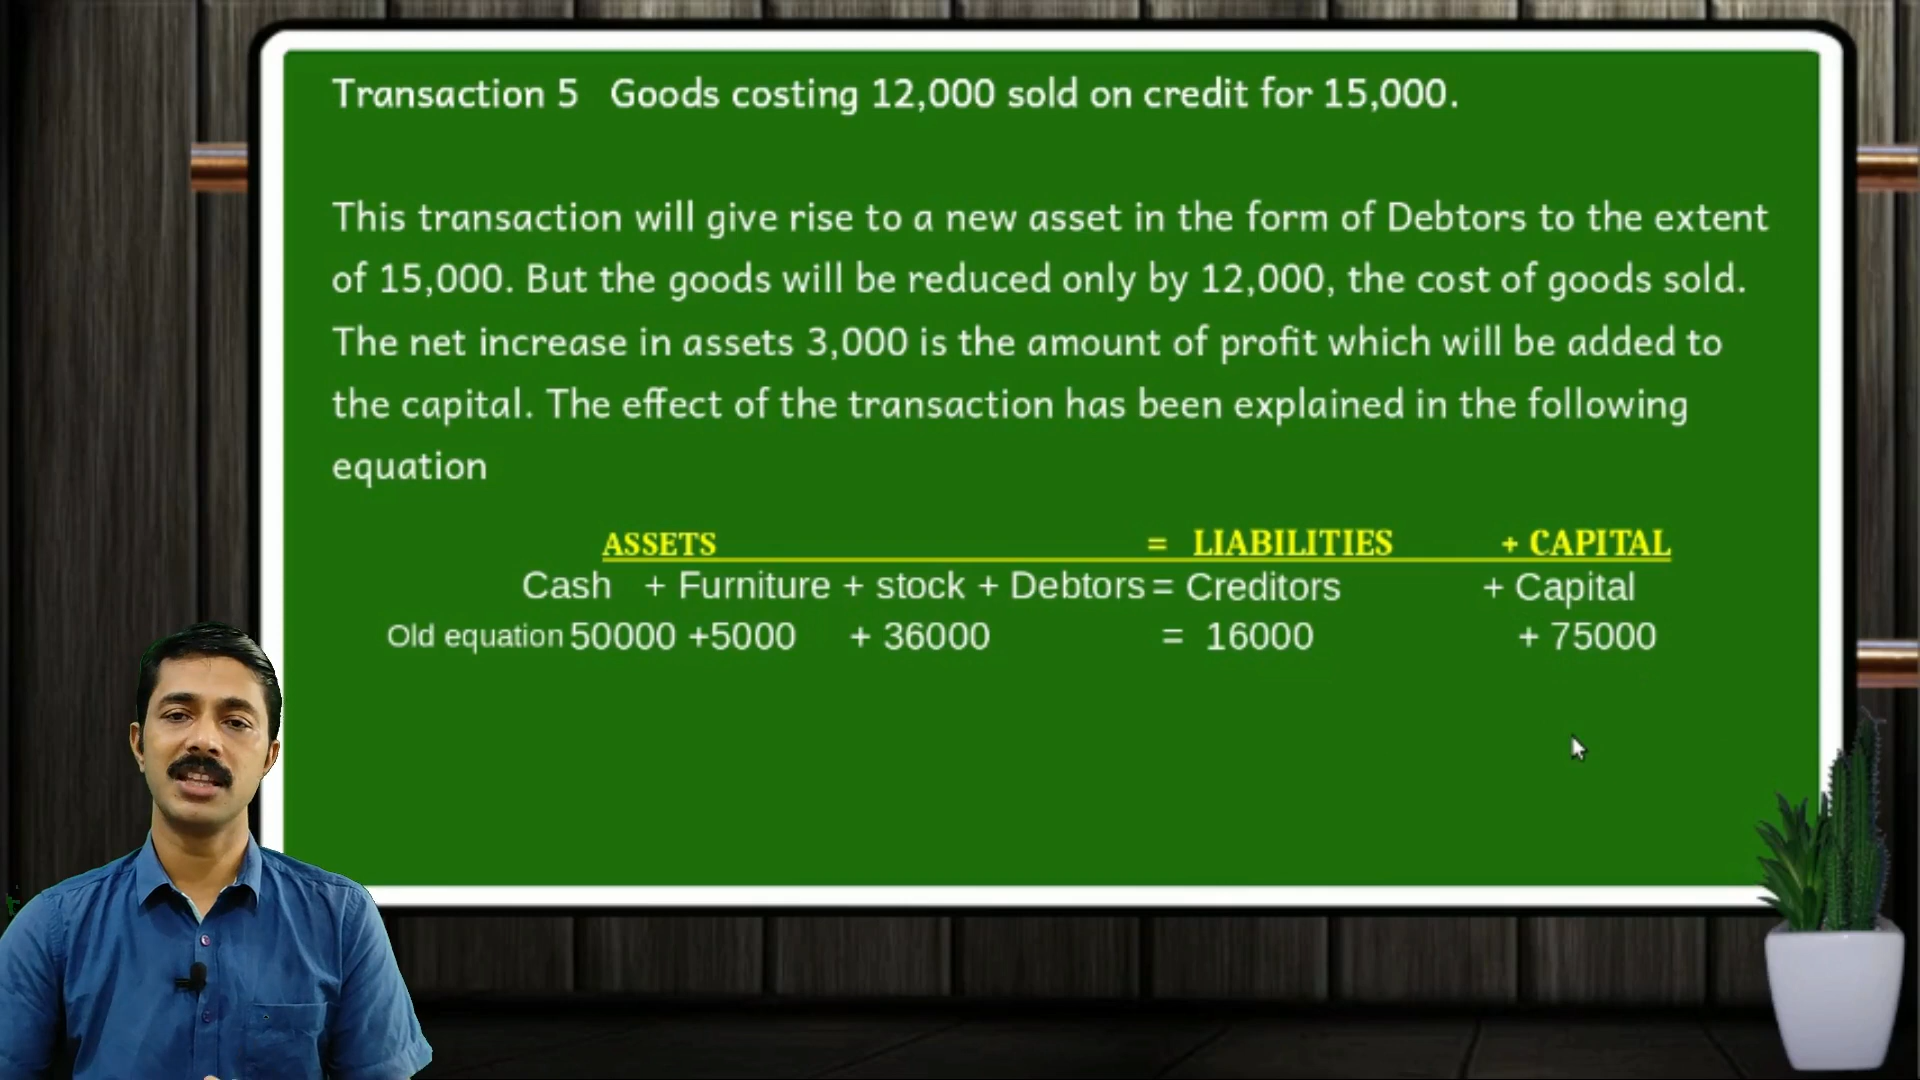 Transaction 5 Goods costing 12,000 sold on credit for 15,000.
This transaction will give rise to a new asset in the form of Debtors to the extent
of 15,000. But the goods will be reduced only by 12,000, the cost of goods sold.
The net increase in assets 3,000 is the amount of profit which will be added to
the capital. The effect of the transaction has been explained in the following
equation
ASSETS = LIABILITIES + CAPITAL
Cash + Furniture + stock + Debtors = Creditors + Capital
Old equation 50000 +5000 + 36000 = 16000 + 75000